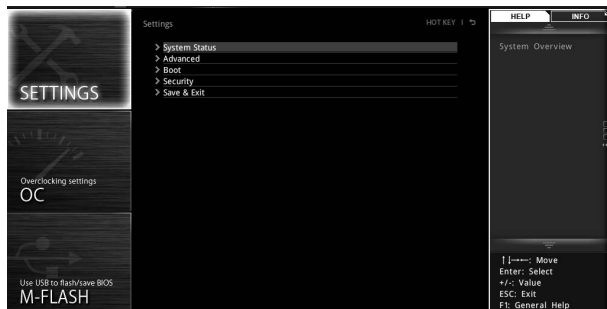 SETTINGS
Overclocking settings
OC
Use USB to flash/save BIOS
M-FLASH
Settings
HOT KEY |
> System Status
> Advanced
> Boot
> Security
> Save & Exit
HELP
INFO
System Overview
↑↓→←: Move
Enter: Select
+/-: Value
ESC: Exit
F1: General Help